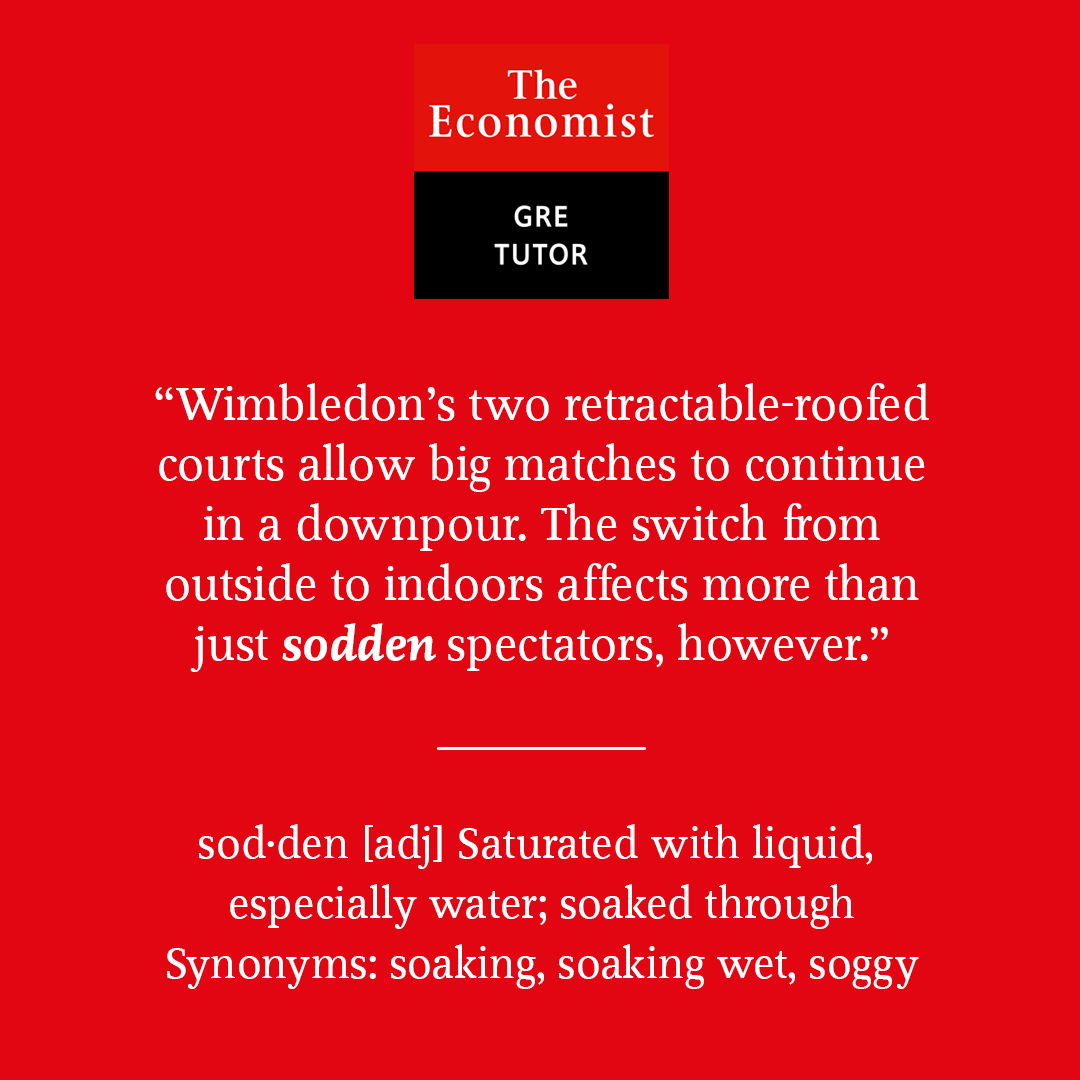 The
Economist
GRE
TUTOR
“Wimbledon’s two retractable-roofed
courts allow big matches to continue
in a downpour. The switch from
outside to indoors affects more than
just sodden spectators, however.”
sod·den [adj] Saturated with liquid,
especially water; soaked through
Synonyms: soaking, soaking wet, soggy